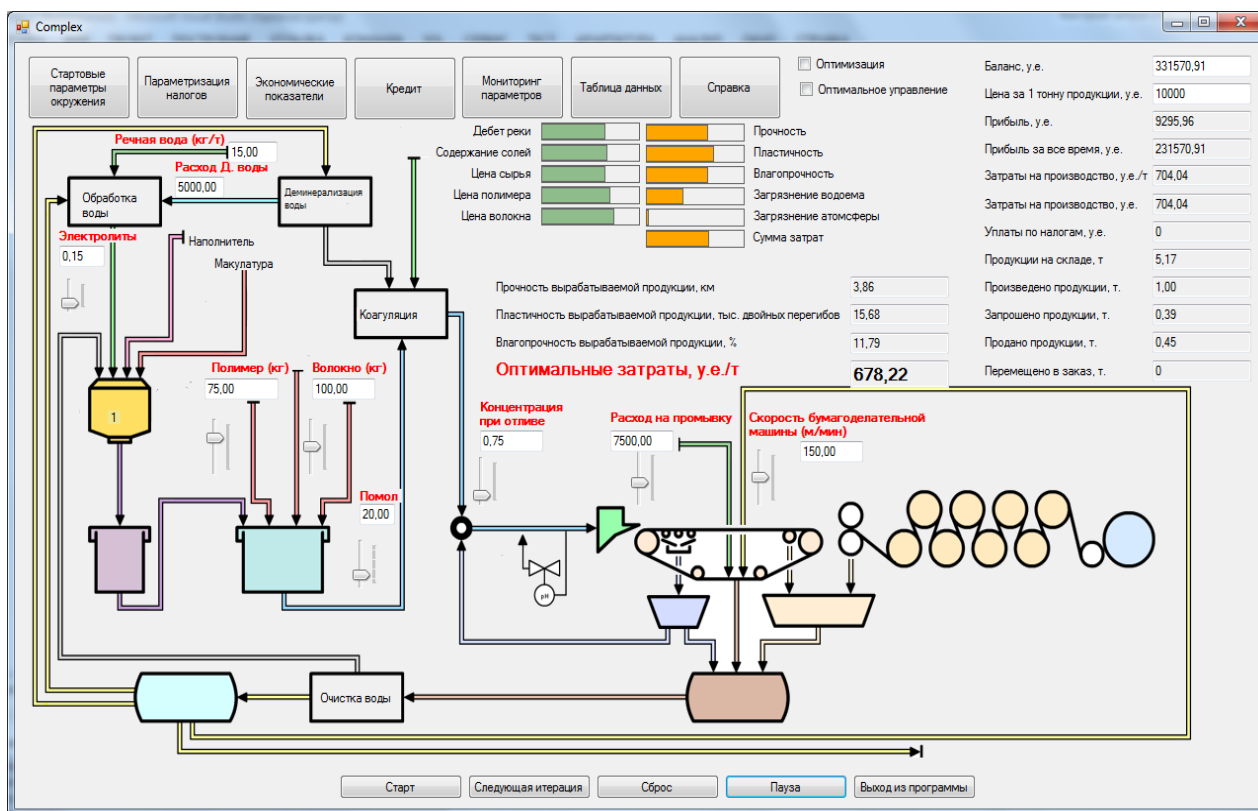 Complex
Стартовые
параметры
окружения
Параметризация
налогов
Экономические
показатели
Кредит
Мониторинг
параметров
Таблица данных
Справка
Оптимизация
Оптимальное управление
Баланс, у.е.
331570,91
Цена за 1 тонну продукции, у.е.
10000
Прибыль, у.е.
9295,96
Прибыль за все время, у.е.
231570,91
Затраты на производство, у.е./т
704,04
Затраты на производство, у.е.
704,04
Уплаты по налогам, у.е.
0
Продукции на складе, т
5,17
Произведено продукции, т.
1,00
Запрошено продукции, т.
0,39
Продано продукции, т.
0,45
Перемещено в заказ, т.
0
Дебет реки
Прочность
Содержание солей
Пластичность
Цена сырья
Влагопрочность
Цена полимера
Загрязнение водоема
Цена волокна
Загрязнение атомсферы
Сумма затрат
Прочность вырабатываемой продукции, км
3,86
Пластичность вырабатываемой продукции, тыс. двойных перегибов
15,68
Влагопрочность вырабатываемой продукции, %
11,79
Оптимальные затраты, у.е./т
678,22
Речная вода (кг/т)
15,00
Расход Д. воды
5000,00
Обработка
воды
Деминерализация
воды
Электролиты
0,15
Наполнитель
Макулатура
Коагуляция
1
Полимер (кг)
75,00
Волокно (кг)
100,00
Помол
20,00
Концентрация
при отливе
0,75
Расход на промывку
7500,00
Скорость бумагоделательной
машины (м/мин)
150,00
pH
Очистка воды
Старт
Следующая итерация
Сброс
Пауза
Выход из программы